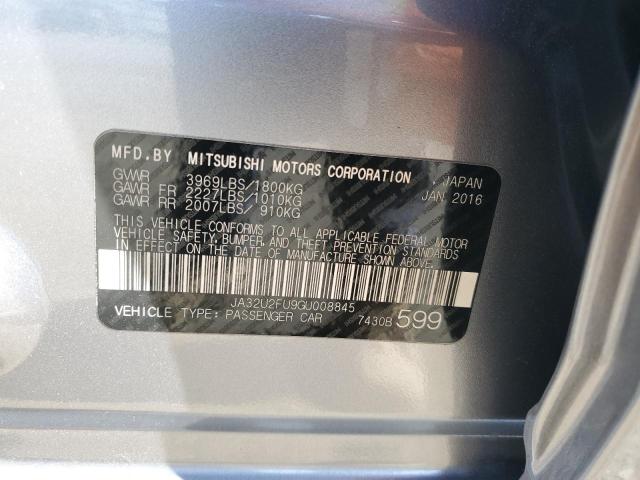 MFD.BY MITSUBISHI MOTORS CORPORATION , JAPAN
GVWR 3969LBS/1800KG JAN 2016
GAWR FR 2227LBS/1010KG
GAWR RR 2007LBS/ 910KG
THIS VEHICLE CONFORMS TO ALL APPLICABLE FEDERAL MOTOR
VEHICLE SAFETY, BUMPER, AND THEFT PREVENTION STANDARDS
IN EFFECT ON THE DATE OF MANUFACTURE SHOWN ABOVE.
JA32U2FU9GU008845
VEHICLE TYPE: PASSENGER CAR 7430B 599